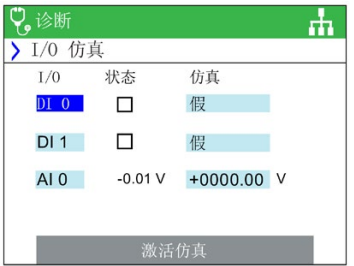 诊断
I/O 仿真
I/O 状态 仿真
DI 0 假
DI 1 假
AI 0 -0.01 V +0000.00 V
激活仿真